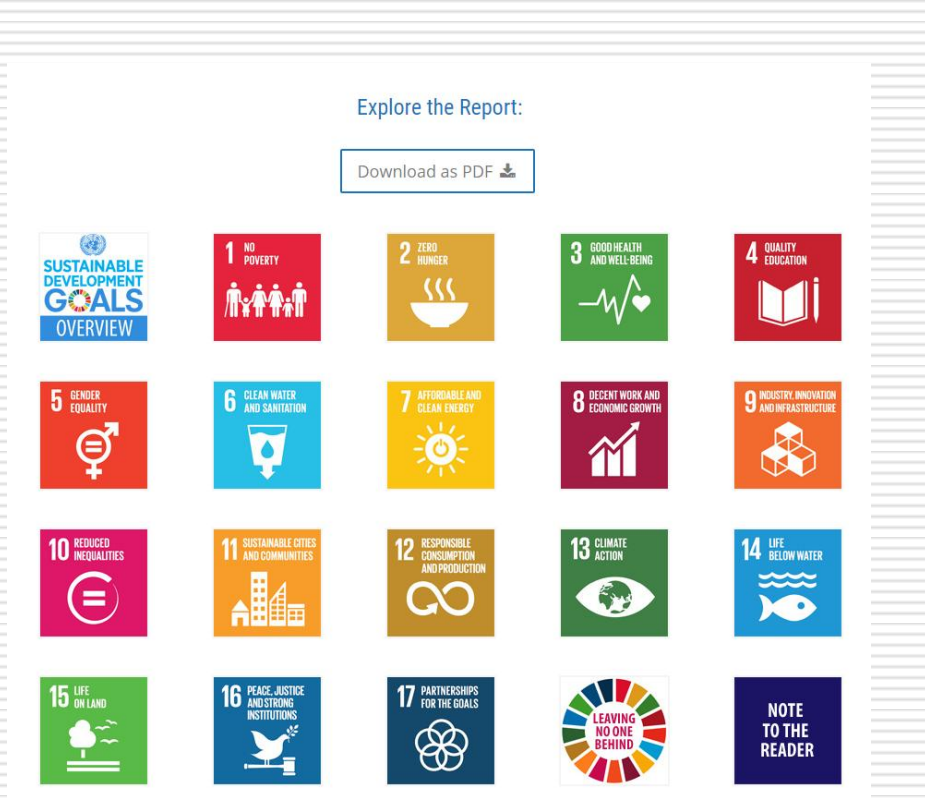 Explore the Report:
Download as PDF
SUSTAINABLE
DEVELOPMENT
GOALS
OVERVIEW
1 NO
POVERTY
2 ZERO
HUNGER
3 GOOD HEALTH
AND WELL-BEING
4 QUALITY
EDUCATION
5 GENDER
EQUALITY
6 CLEAN WATER
AND SANITATION
7 AFFORDABLE AND
CLEAN ENERGY
8 DECENT WORK AND
ECONOMIC GROWTH
9 INDUSTRY, INNOVATION
AND INFRASTRUCTURE
10 REDUCED
INEQUALITIES
11 SUSTAINABLE CITIES
AND COMMUNITIES
12 RESPONSIBLE
CONSUMPTION
AND PRODUCTION
13 CLIMATE
ACTION
14 LIFE
BELOW WATER
15 LIFE
ON LAND
16 PEACE, JUSTICE
AND STRONG
INSTITUTIONS
17 PARTNERSHIPS
FOR THE GOALS
LEAVING
NO ONE
BEHIND
NOTE
TO THE
READER